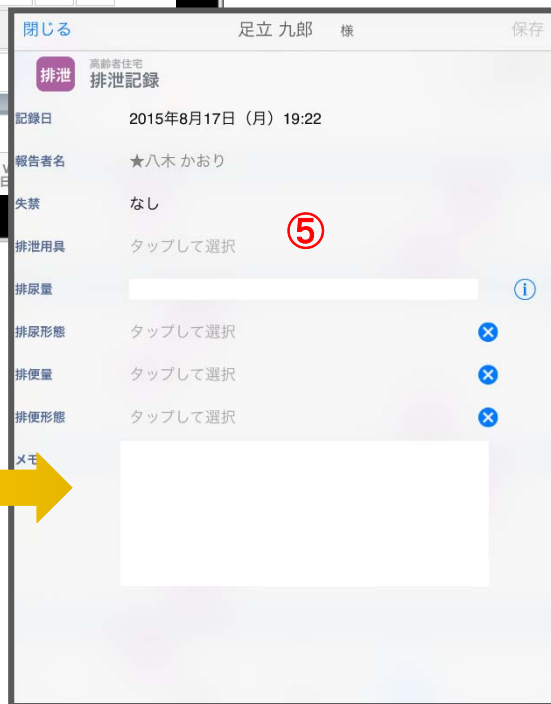 閉じる 足立 九郎 様 保存
排泄 高齢者住宅
排泄記録
記録日 2015年8月17日（月）19:22
報告者名 ★八木 かおり
失禁 なし
⑤
排泄用具 タップして選択
排尿量
排尿形態 タップして選択
排便量 タップして選択
排便形態 タップして選択
メモ